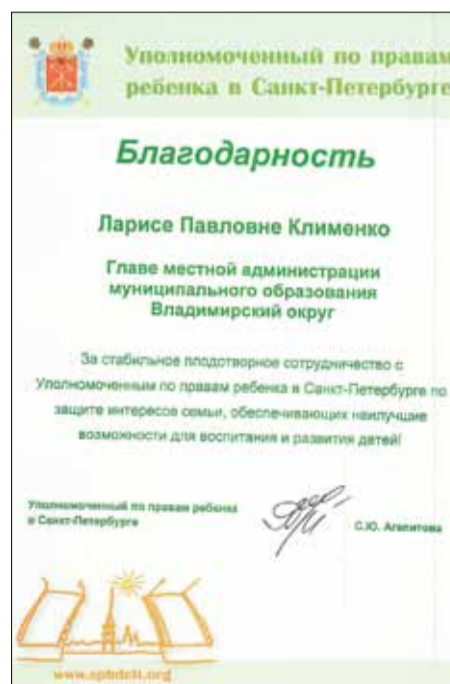 Уполномоченный по правам
ребенка в Санкт-Петербурге
Благодарность
Ларисе Павловне Клименко
Главе местной администрации
муниципального образования
Владимирский округ
За стабильное плодотворное сотрудничество с
Уполномоченным по правам ребенка в Санкт-Петербурге по
защите интересов семьи, обеспечивающих наилучшие
возможности для воспитания и развития детей!
Уполномоченный по правам ребенка
в Санкт-Петербурге
С.Ю. Агапитова
www.spbdeti.org